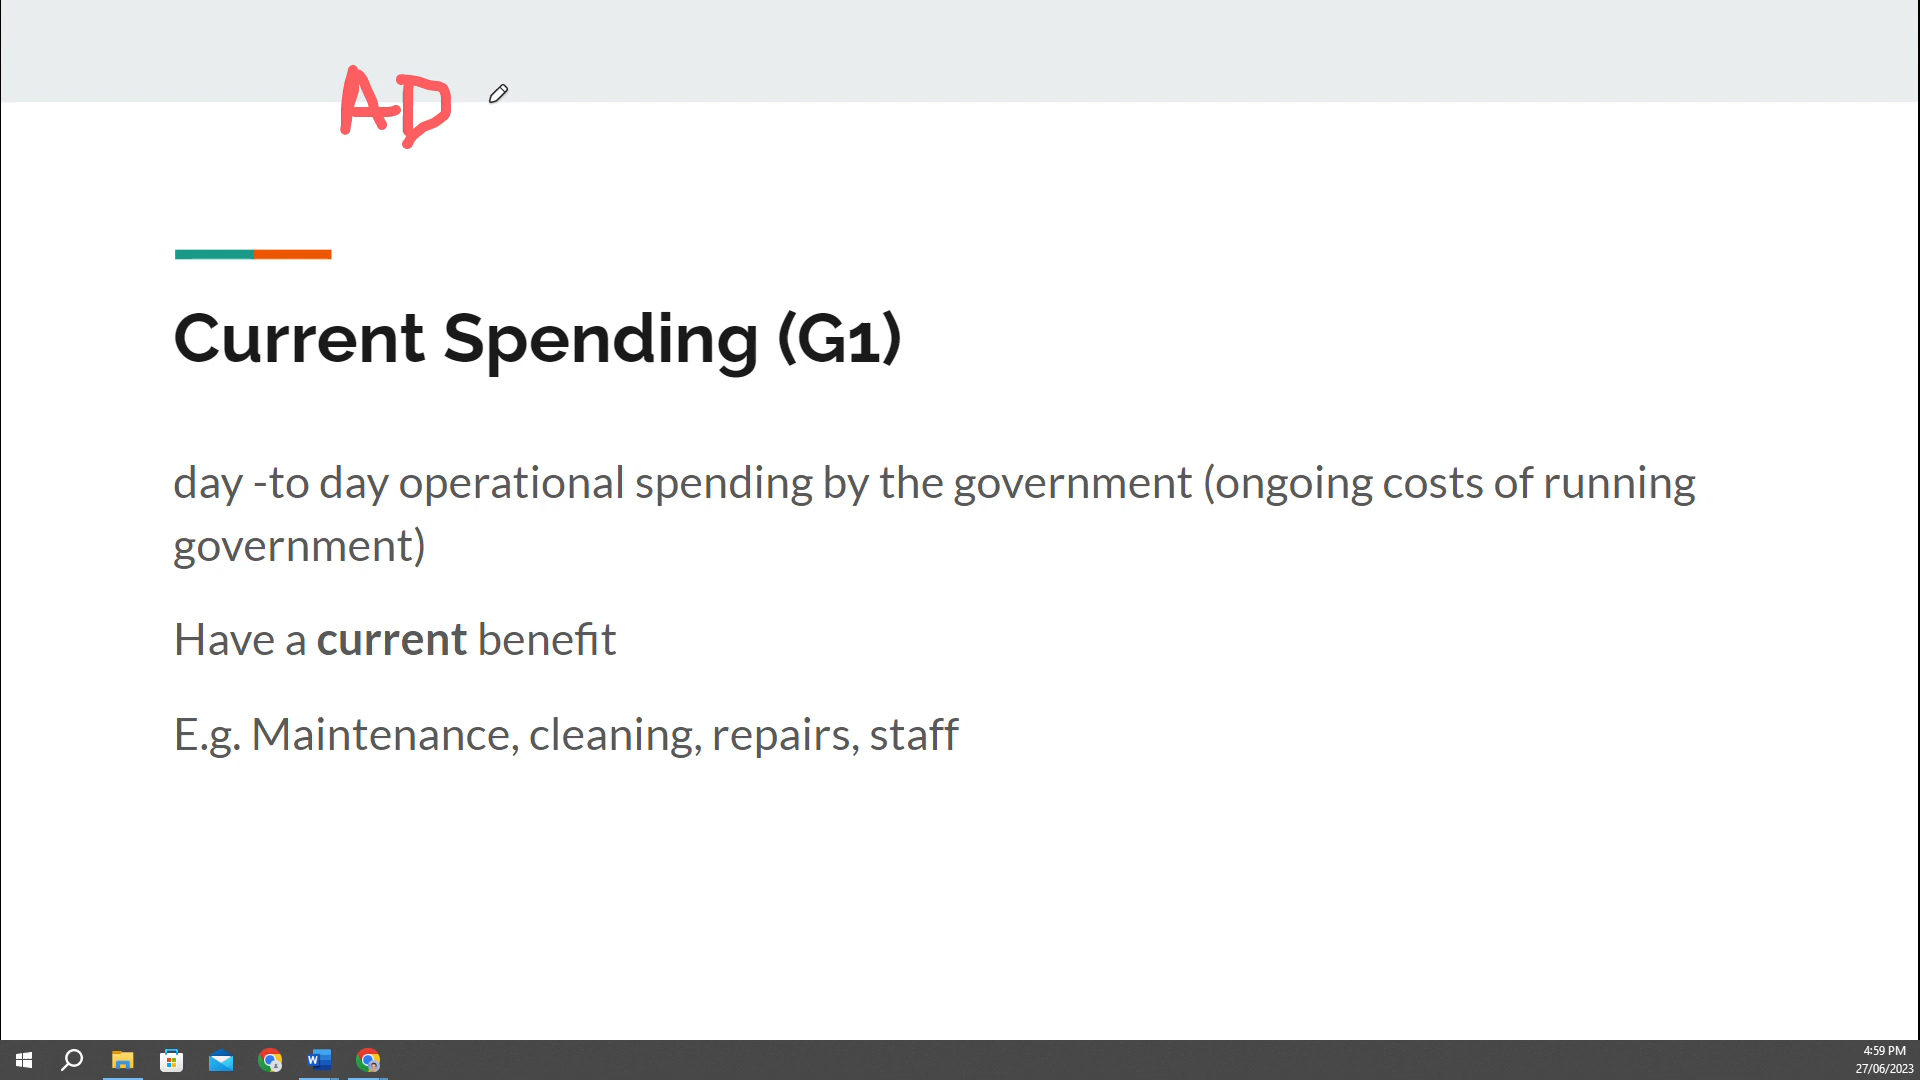 AD
Current Spending (G1)
day -to day operational spending by the government (ongoing costs of running
government)
Have a current benefit
E.g. Maintenance, cleaning, repairs, staff
4:59 PM
27/06/2023